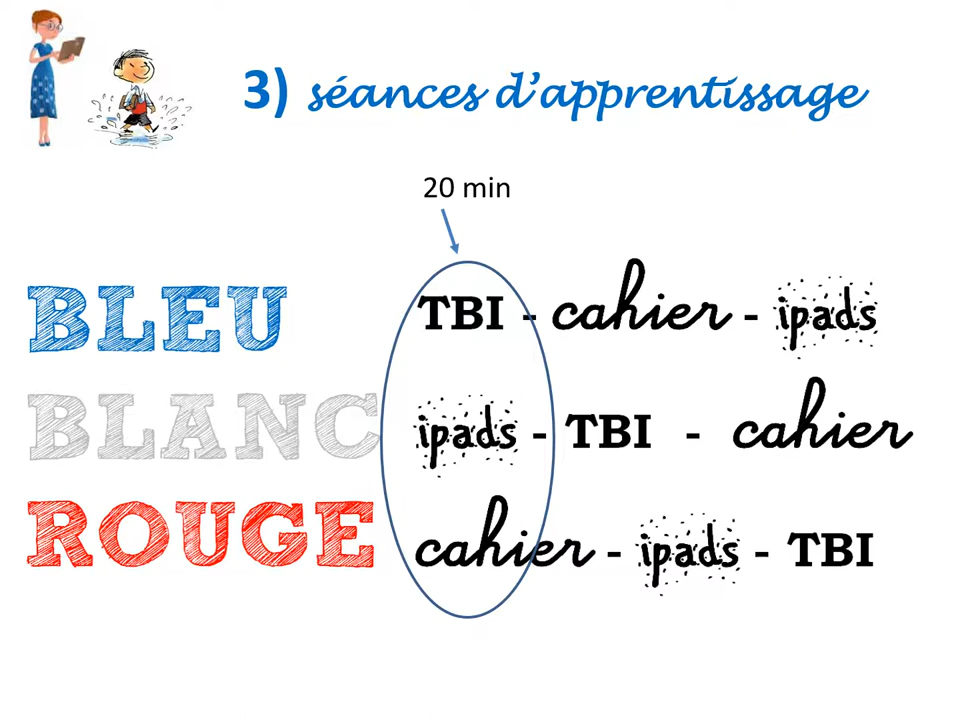 3) séances d'apprentissage
20 min
BLEU TBI - cahier - ipads
BLANC ipads - TBI - cahier
ROUGE cahier - ipads - TBI